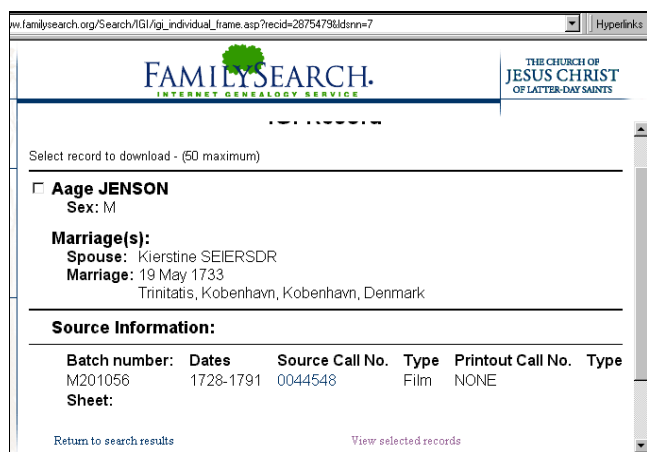 w.familysearch.org/Search/IGI/igi_individual_frame.asp?recid=2875479&ldsnn=7 Hyperlinks
FAMILYSEARCH.
INTERNET GENEALOGY SERVICE
THE CHURCH OF
JESUS CHRIST
OF LATTER-DAY SAINTS
IGI Record
Select record to download - (50 maximum)
Aage JENSON
Sex: M
Marriage(s):
Spouse: Kierstine SEIERSDR
Marriage: 19 May 1733
Trinitatis, Kobenhavn, Kobenhavn, Denmark
Source Information:
Batch number: Dates Source Call No. Type Printout Call No. Type
M201056 1728-1791 0044548 Film NONE
Sheet:
Return to search results View selected records